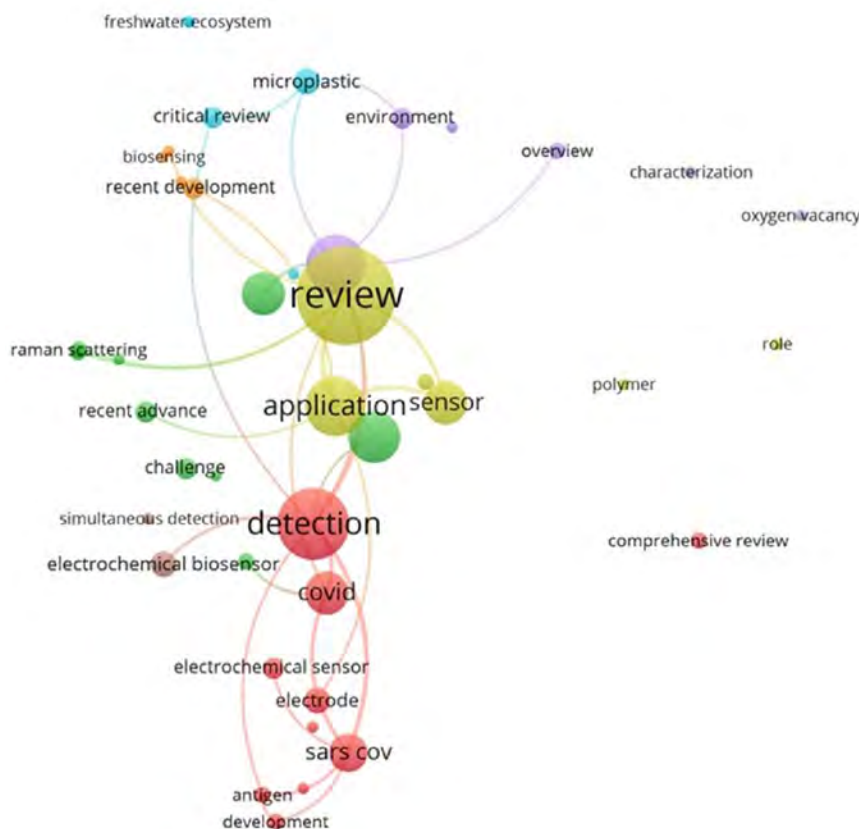 freshwater ecosystem
microplastic
critical review
environment
biosensing
overview
recent development
characterization
oxygen vacancy
review
raman scattering
role
polymer
application
sensor
recent advance
challenge
simultaneous detection
detection
comprehensive review
electrochemical biosensor
covid
electrochemical sensor
electrode
sars cov
antigen
development